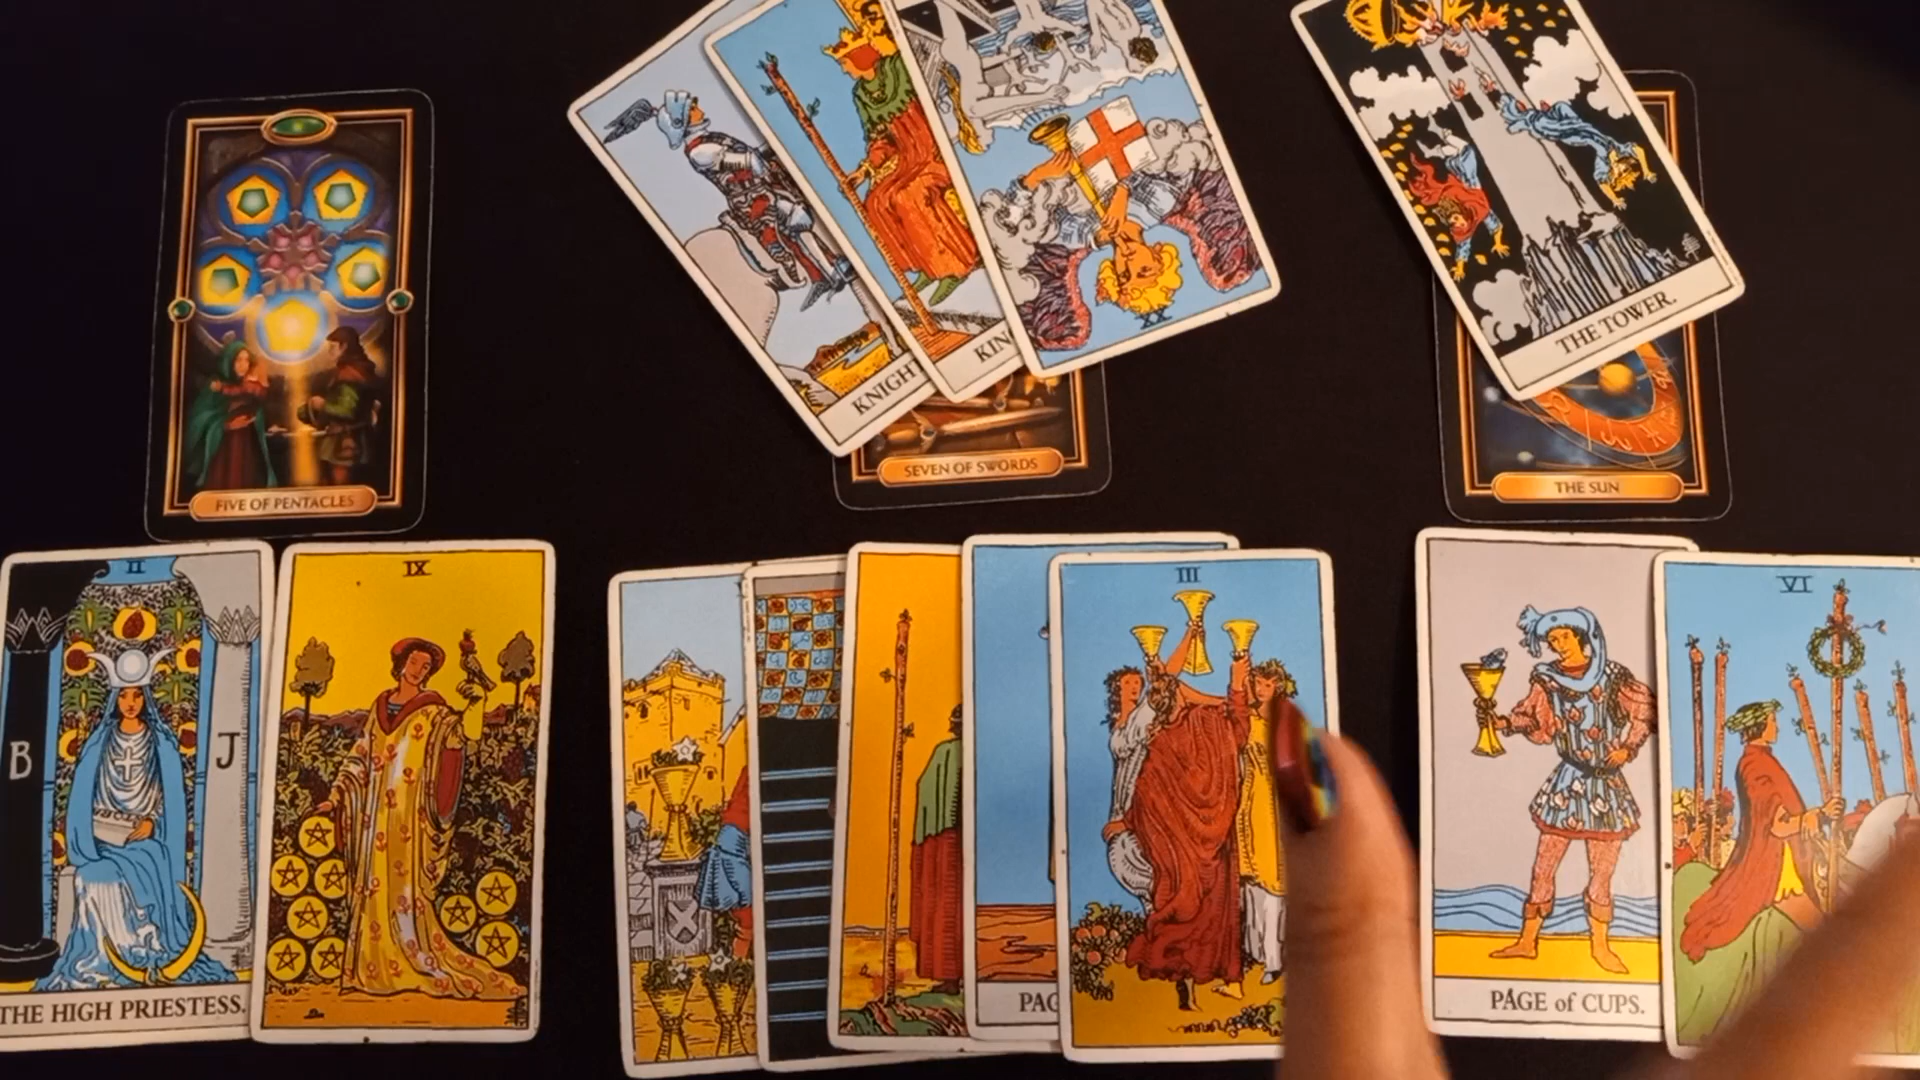 FIVE OF PENTACLES
KNIGHT
KIN
SEVEN OF SWORDS
THE TOWER.
THE SUN
II
B
J
THE HIGH PRIESTESS.
IX
PAG
III
PAGE of CUPS.
VI
XX